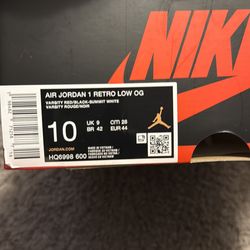 NIKE
AIR JORDAN 1 RETRO LOW OG
VARSITY RED/BLACK-SUMMIT WHITE
VARSITY ROUGE/NOIR
10
UK 9
CM 28
BR 42
EUR 44
JORDAN.COM
HQ6998 600